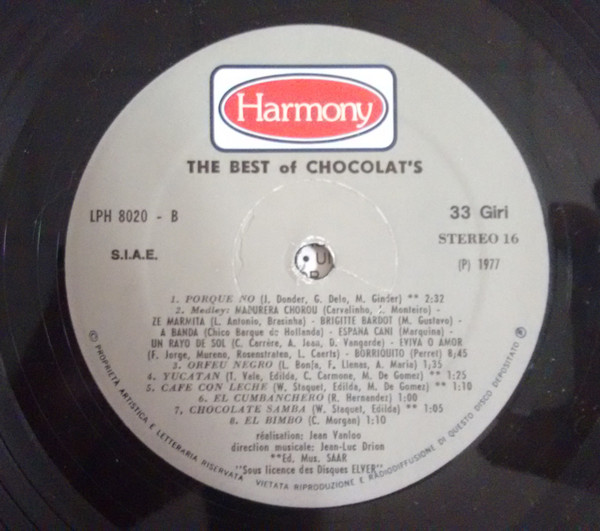 Harmony
THE BEST of CHOCOLAT'S
LPH 8020 - B
33 Giri
S.I.A.E.
STEREO 16
(P) 1977
1. PORQUE NO (J. Donder, G. Delo, M. Ginder) ** 2:32
2. Medley: MADURERA CHOROU (Carvalinho, J. Monteiro) -
ZE MARMITA (L. Antonio, Brasinha) - BRIGITTE BARDOT (M. Gustavo) -
A BANDA (Chico Barque de Hollanda) - ESPANA CANI (Marquina) -
UN RAYO DE SOL (C. Carrére, A. Joao, D. Vangarde) - EVIVA O AMOR
(F. Jorge, Mureno, Rosenstraten, L. Caerts) - BORRIQUITO (Perret) 8;45
3. ORFEU NEGRO (L. Bonfa, F. Llenas, A. Maria) 1;35
4. YUCATAN (T. Vaio, Edilda, C. Carmone, M. De Gomez) ** 1:25
5. CAFE CON LECHE (W. Staquet, Edilda, M. De Gomez) ** 1:10
6. EL CUMBANCHERO (R. Hernandez) 1:00
7. CHOCOLATE SAMBA (W. Staquet, Edilda) ** 1:05
8. EL BIMBO (C. Morgan) 1:10
réalisation: Jean Vanloo
direction musicale: Jean-Luc Drion
**Ed. Mus. SAAR
"Sous licence des Disques ELVER"
© PROPRIETA ARTISTICA E LETTERARIA RISERVATA - VIETATA RIPRODUZIONE E RADIODIFFUSIONE DI QUESTO DISCO DEPOSITATO